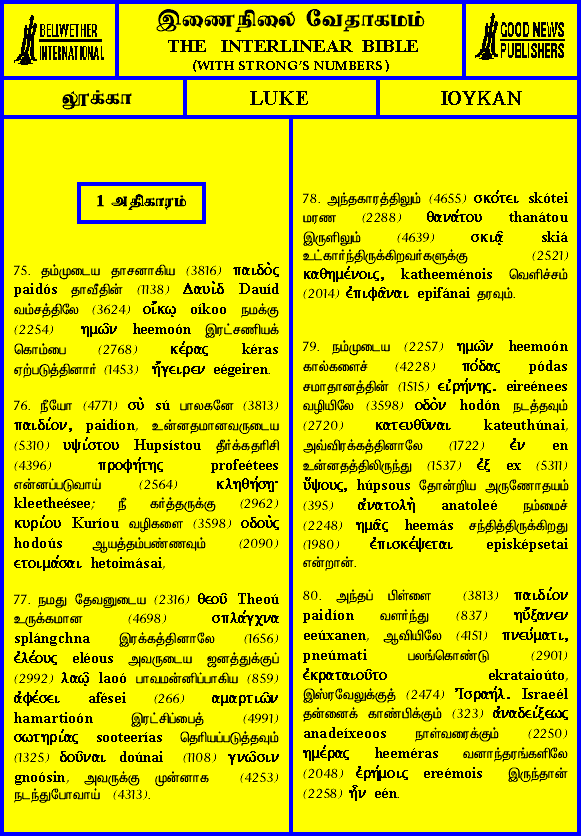 BELLWETHER
INTERNATIONAL
இணைநிலை வேதாகமம்
THE INTERLINEAR BIBLE
(WITH STRONG'S NUMBERS)
GOOD NEWS
PUBLISHERS
லூக்கா
LUKE
IOYKAN
1 அதிகாரம்
75. தம்முடைய தாசனாகிய (3816) παιδὸς
paidós தாவீதின் (1138) Δαυὶδ Dauíd
வம்சத்திலே (3624) οἴκῳ oíkoo நமக்கு
(2254) ημῶν heemoón இரட்சணியக்
கொம்பை (2768) κέρας kéras
ஏற்படுத்தினார் (1453) ἤγειρεν eégeiren.
76. நீயோ (4771) σὺ sú பாலகனே (3813)
παιδίον, paidíon, உன்னதமானவருடைய
(5310) υψίστου Hupsístou தீர்க்கதரிசி
(4396) προφήτης profeétees
என்னப்படுவாய் (2564) κληθήσῃ·
kleetheésee; நீ கர்த்தருக்கு (2962)
κυρίου Kuríou வழிகளை (3598) οδοὺς
hodoús ஆயத்தம்பண்ணவும் (2090)
ετοιμάσαι hetoimásai,
77. நமது தேவனுடைய (2316) θεοῦ Theoú
உருக்கமான (4698) σπλάγχνα
splángchna இரக்கத்தினாலே (1656)
ἐλέους eléous அவருடைய ஜனத்துக்குப்
(2992) λαῷ laoó பாவமன்னிப்பாகிய (859)
ἀφέσει afései (266) αμαρτιῶν
hamartioón இரட்சிப்பைத் (4991)
σωτηρίας sooteerías தெரியப்படுத்தவும்
(1325) δοῦναι doúnai (1108) γνῶσιν
gnoósin, அவருக்கு முன்னாக (4253)
நடந்துபோவாய் (4313).
78. அந்தகாரத்திலும் (4655) σκότει skótei
மரண (2288) θανάτου thanátou
இருளிலும் (4639) σκιᾷ skiá
உட்கார்ந்திருக்கிறவர்களுக்கு (2521)
καθημένοις, katheeménois வெளிச்சம்
(2014) ἐπιφᾶναι epifánai தரவும்.
79. நம்முடைய (2257) ημῶν heemoón
கால்களைச் (4228) πόδας pódas
சமாதானத்தின் (1515) εἰρήνης. eireénees
வழியிலே (3598) οδὸν hodón நடத்தவும்
(2720) κατευθῦναι kateuthúnai,
அவ்விரக்கத்தினாலே (1722) ἐν en
உன்னதத்திலிருந்து (1537) ἐξ ex (5311)
ὕψους, húpsous தோன்றிய அருணோதயம்
(395) ἀνατολὴ anatoleé நம்மைச்
(2248) ημᾶς heemás சந்தித்திருக்கிறது
(1980) ἐπισκέψεται episképsetai
என்றான்.
80. அந்தப் பிள்ளை (3813) παιδίον
paidíon வளர்ந்து (837) ηὔξανεν
eeúxanen, ஆவியிலே (4151) πνεύματι,
pneúmati பலங்கொண்டு (2901)
ἐκραταιοῦτο ekrataioúto,
இஸ்ரவேலுக்குத் (2474) Ἰσραήλ. Israeél
தன்னைக் காண்பிக்கும் (323) ἀναδείξεως
anadeíxeoos நாள்வரைக்கும் (2250)
ημέρας heeméras வனாந்தரங்களிலே
(2048) ἐρήμοις ereémois இருந்தான்
(2258) ἦν eén.